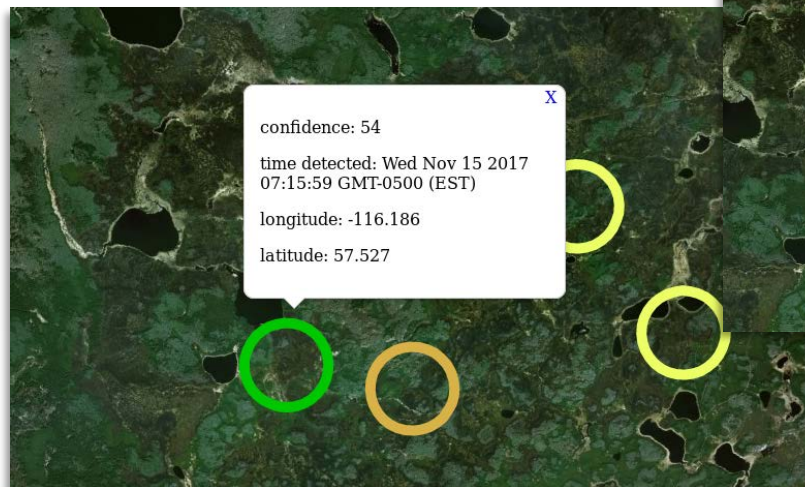 X
confidence: 54
time detected: Wed Nov 15 2017
07:15:59 GMT-0500 (EST)
longitude: -116.186
latitude: 57.527